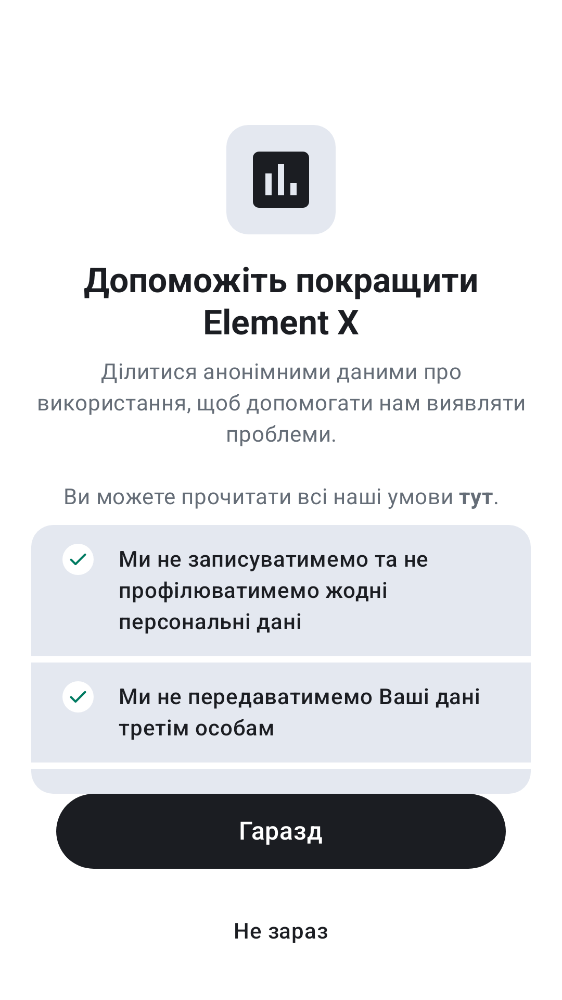 Допоможіть покращити
Element X
Ділитися анонімними даними про
використання, щоб допомогати нам виявляти
проблеми.
Ви можете прочитати всі наші умови тут.
Ми не записуватимемо та не
профілюватимемо жодні
персональні дані
Ми не передаватимемо Ваші дані
третім особам
Гаразд
Не зараз